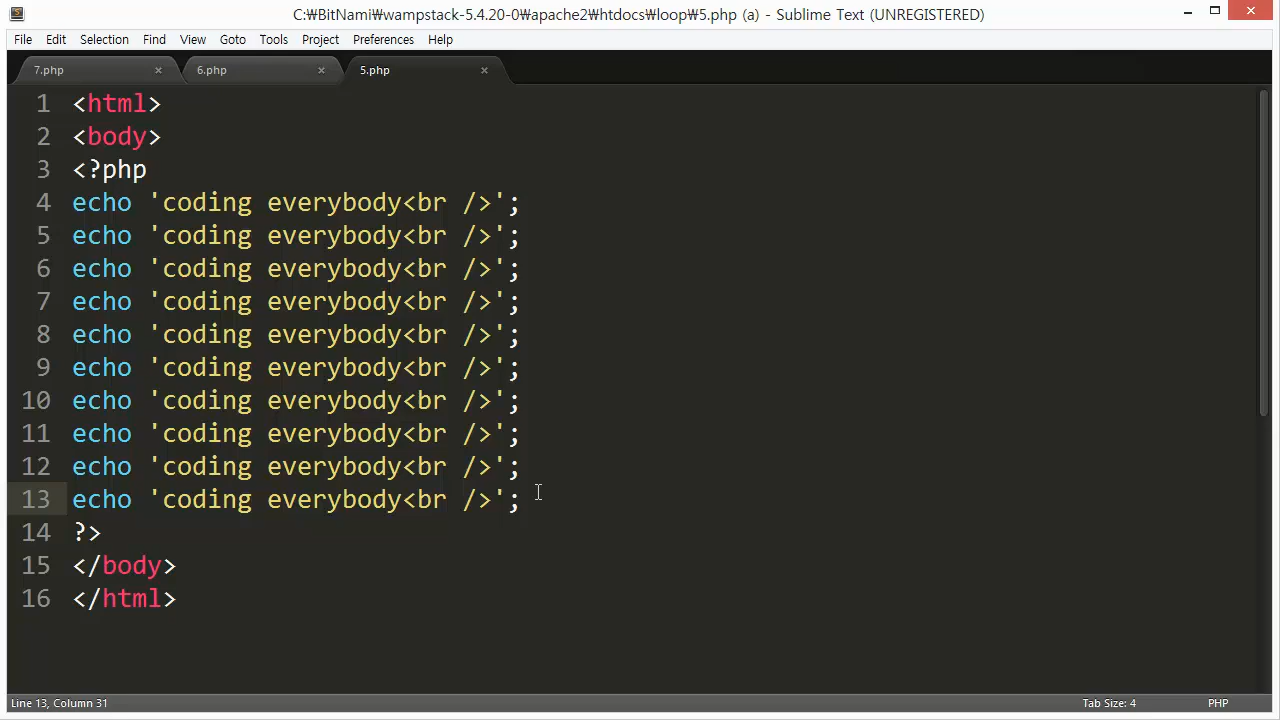 C:₩BitNami₩wampstack-5.4.20-0₩apache2₩htdocs₩loop₩5.php (a) - Sublime Text (UNREGISTERED)
File Edit Selection Find View Goto Tools Project Preferences Help
7.php × 6.php × 5.php ×
1 <html>
2 <body>
3 <?php
4 echo 'coding everybody<br />';
5 echo 'coding everybody<br />';
6 echo 'coding everybody<br />';
7 echo 'coding everybody<br />';
8 echo 'coding everybody<br />';
9 echo 'coding everybody<br />';
10 echo 'coding everybody<br />';
11 echo 'coding everybody<br />';
12 echo 'coding everybody<br />';
13 echo 'coding everybody<br />';
14 ?>
15 </body>
16 </html>
Line 13, Column 31 Tab Size: 4 PHP